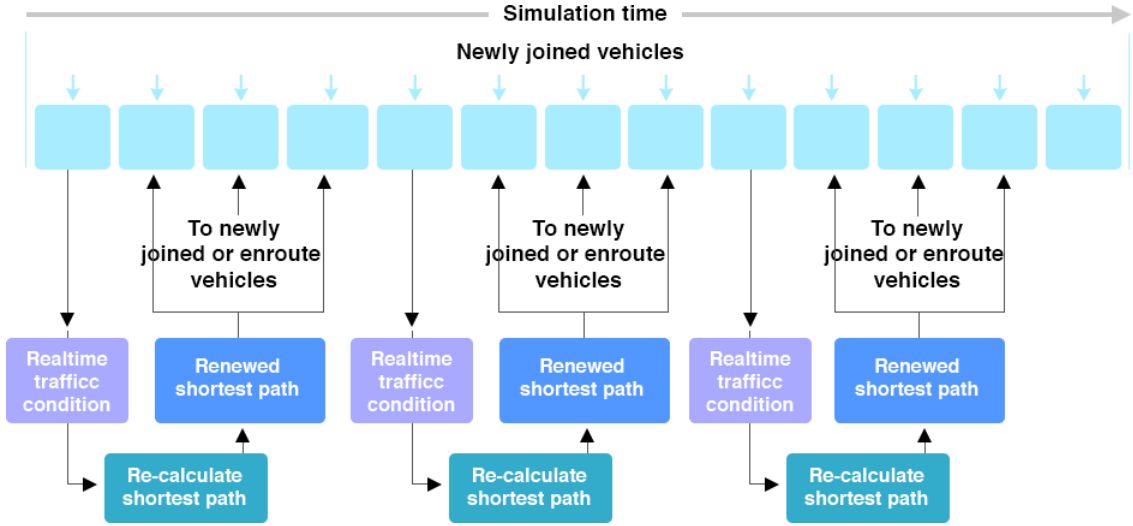 Simulation time
Newly joined vehicles
To newly
joined or enroute
vehicles
To newly
joined or enroute
vehicles
To newly
joined or enroute
vehicles
Realtime
trafficc
condition
Renewed
shortest path
Realtime
trafficc
condition
Renewed
shortest path
Realtime
trafficc
condition
Renewed
shortest path
Re-calculate
shortest path
Re-calculate
shortest path
Re-calculate
shortest path